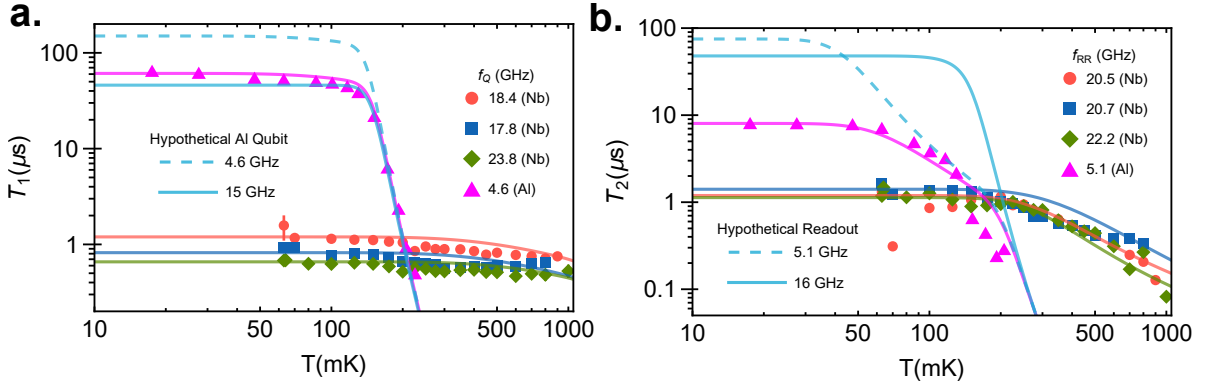 a.
T₁(μs)
100
10
1
10
50
100
500
1000
T(mK)
f_Q (GHz)
18.4 (Nb)
17.8 (Nb)
23.8 (Nb)
4.6 (Al)
Hypothetical Al Qubit
4.6 GHz
15 GHz
b.
T₂(μs)
100
10
1
0.1
10
50
100
500
1000
T(mK)
f_RR (GHz)
20.5 (Nb)
20.7 (Nb)
22.2 (Nb)
5.1 (Al)
Hypothetical Readout
5.1 GHz
16 GHz